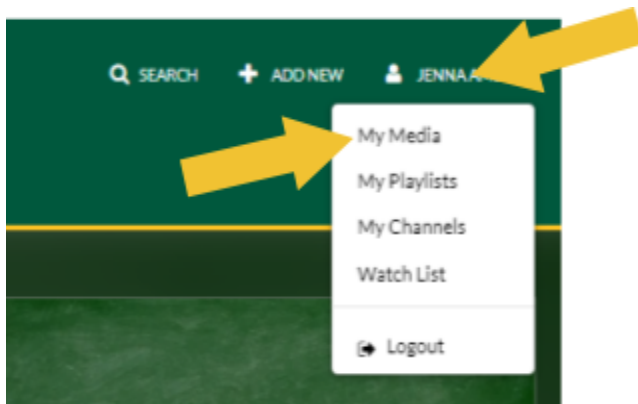 SEARCH ADD NEW JENNA
My Media
My Playlists
My Channels
Watch List
Logout